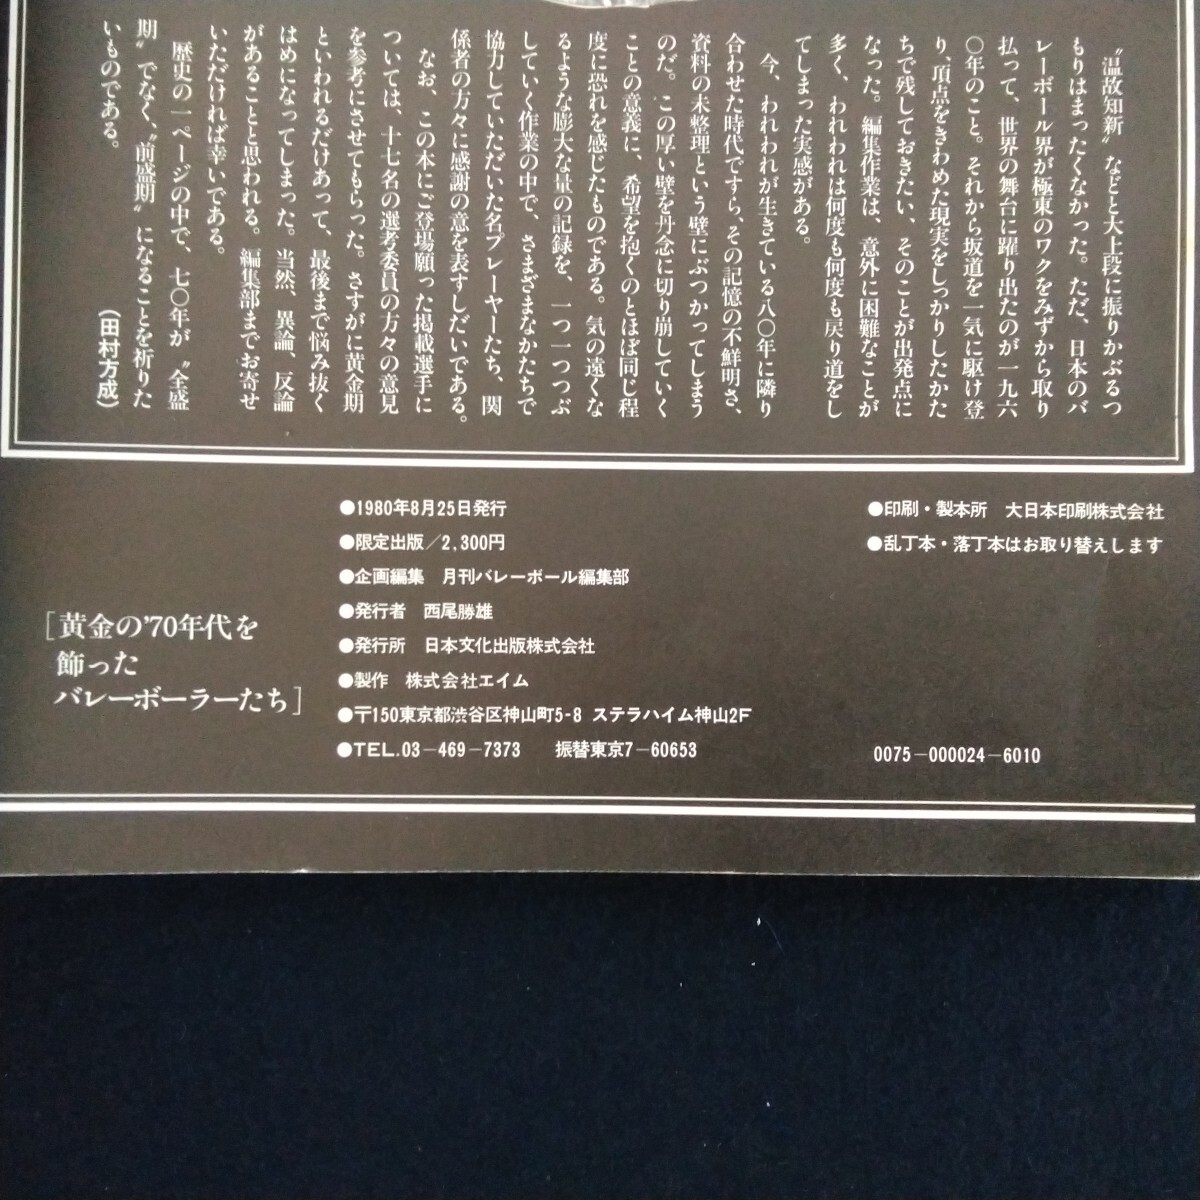 〝温故知新〟などと大上段に振りかぶるつ
もりはまったくなかった。ただ、日本のバ
レーボール界が極東のワクをみずから取り
払って、世界の舞台に躍り出たのが一九六
〇年のこと。それから坂道を一気に駆け登
り、頂点をきわめた現実をしっかりしたかた
ちで残しておきたい、そのことが出発点に
なった。編集作業は、意外に困難なことが
多く、われわれは何度も何度も戻り道をし
てしまった実感がある。
今、われわれが生きている八〇年に隣り
合わせた時代ですら、その記憶の不鮮明さ、
資料の未整理という壁にぶつかってしまう
のだ。この厚い壁を丹念に切り崩していく
ことの意義に、希望を抱くのとほぼ同じ程
度に恐れを感じたものである。気の遠くな
るような膨大な量の記録を、一つ一つつぶ
していく作業の中で、さまざまなかたちで
協力していただいた名プレーヤーたち、関
係者の方々に感謝の意を表すしだいである。
なお、この本にご登場願った掲載選手に
ついては、十七名の選考委員の方々の意見
を参考にさせてもらった。さすがに黄金期
といわれるだけあって、最後まで悩み抜く
はめになってしまった。当然、異論、反論
があることと思われる。編集部までお寄せ
いただければ幸いである。
歴史の一ページの中で、七〇年が〝全盛
期〟でなく、〝前盛期〟になることを祈りた
いものである。
（田村方成）
［黄金の'70年代を
飾った
バレーボーラーたち］
●1980年8月25日発行
●限定出版／2,300円
●企画編集　月刊バレーボール編集部
●発行者　西尾勝雄
●発行所　日本文化出版株式会社
●製作　株式会社エイム
●〒150東京都渋谷区神山町5-8 ステラハイム神山2F
●TEL.03－469－7373　振替東京7－60653
●印刷・製本所　大日本印刷株式会社
●乱丁本・落丁本はお取り替えします
0075－000024－6010